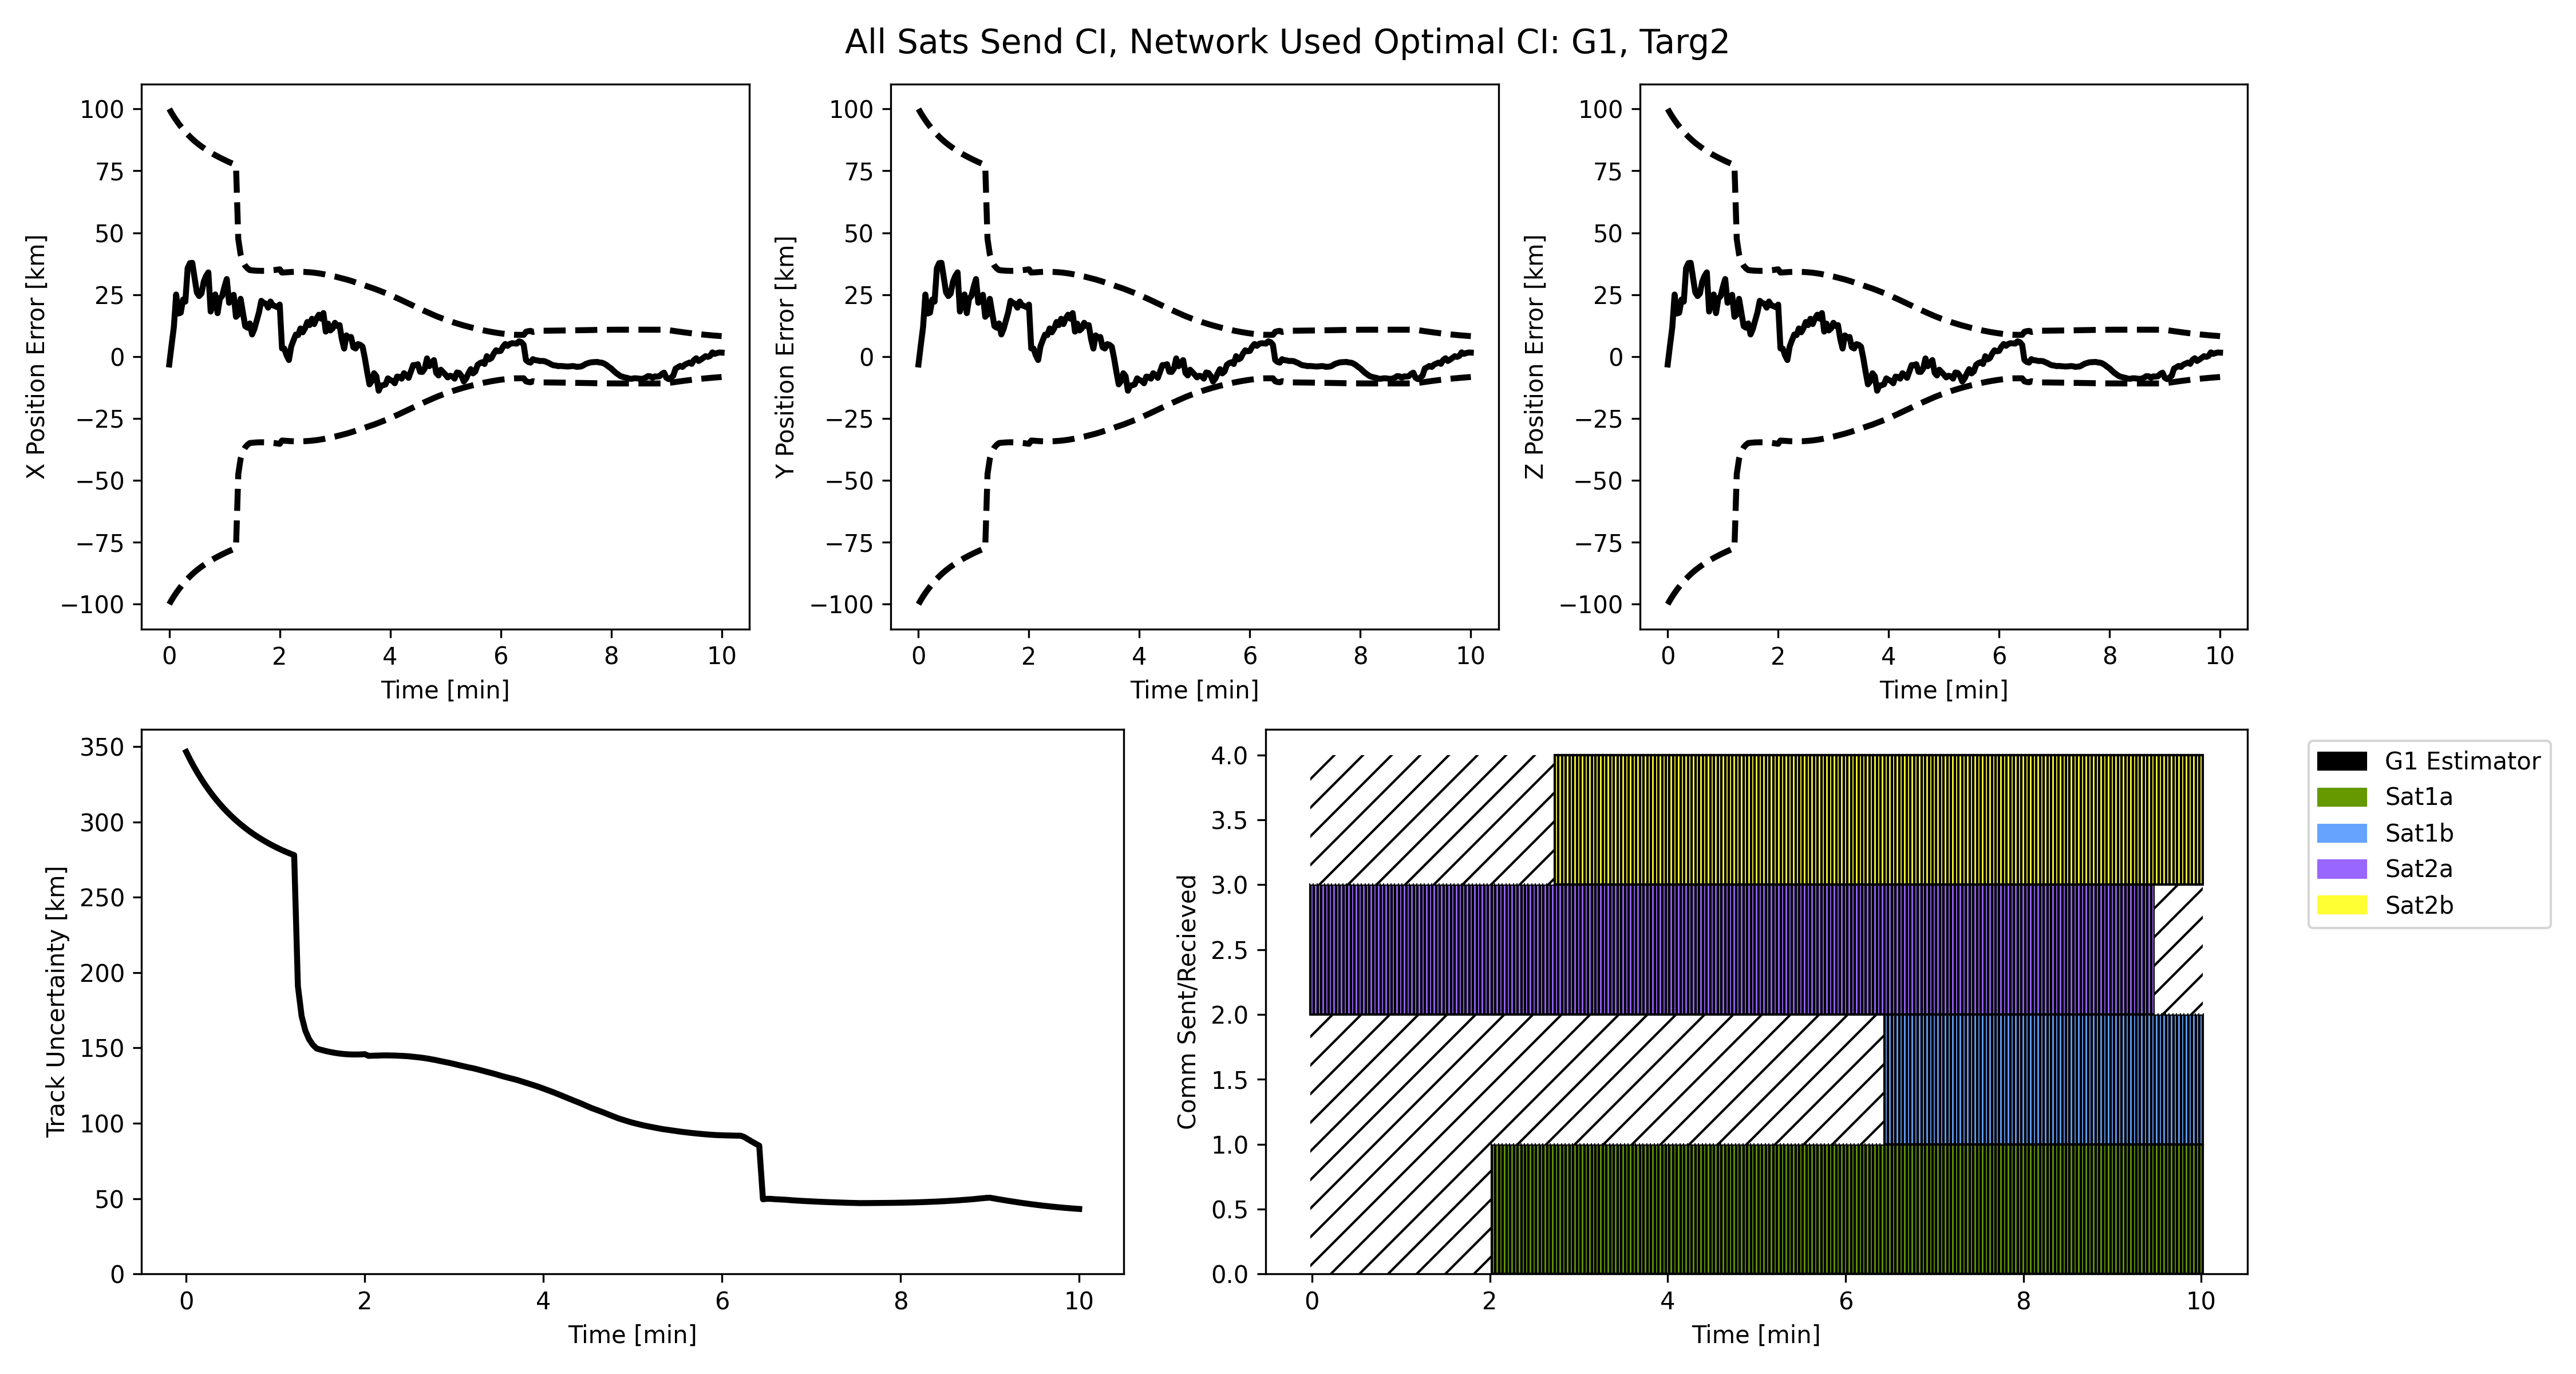 All Sats Send CI, Network Used Optimal CI: G1, Targ2
X Position Error [km]
100
75
50
25
0
−25
−50
−75
−100
0 2 4 6 8 10
Time [min]
Y Position Error [km]
100
75
50
25
0
−25
−50
−75
−100
0 2 4 6 8 10
Time [min]
Z Position Error [km]
100
75
50
25
0
−25
−50
−75
−100
0 2 4 6 8 10
Time [min]
Track Uncertainty [km]
350
300
250
200
150
100
50
0
0 2 4 6 8 10
Time [min]
Comm Sent/Recieved
4.0
3.5
3.0
2.5
2.0
1.5
1.0
0.5
0.0
0 2 4 6 8 10
Time [min]
G1 Estimator
Sat1a
Sat1b
Sat2a
Sat2b